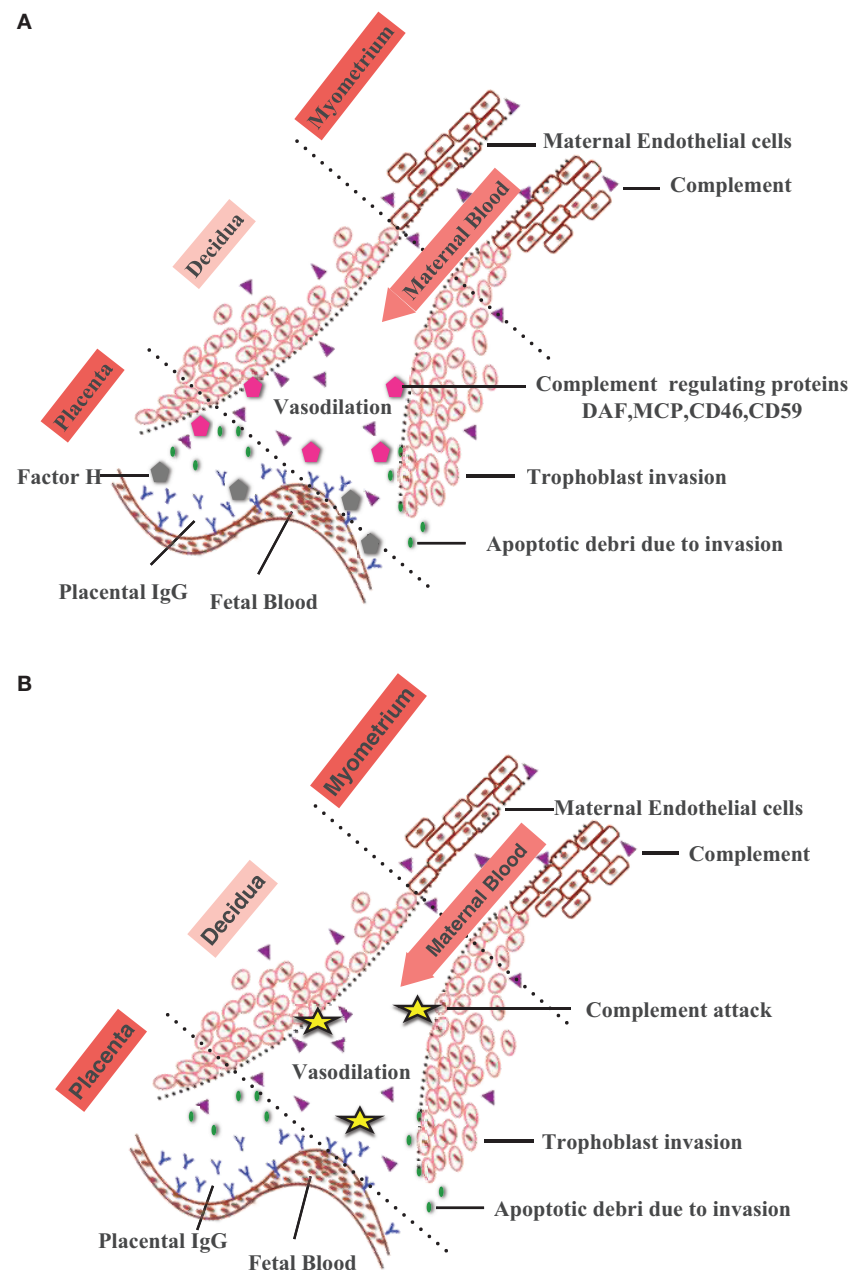 A
Myometrium
Maternal Endothelial cells
Complement
Decidua
Maternal Blood
Placenta
Vasodilation
Complement regulating proteins
DAF,MCP,CD46,CD59
Factor H
Trophoblast invasion
Apoptotic debri due to invasion
Placental IgG
Fetal Blood
B
Myometrium
Maternal Endothelial cells
Complement
Decidua
Maternal Blood
Complement attack
Placenta
Vasodilation
Trophoblast invasion
Apoptotic debri due to invasion
Placental IgG
Fetal Blood